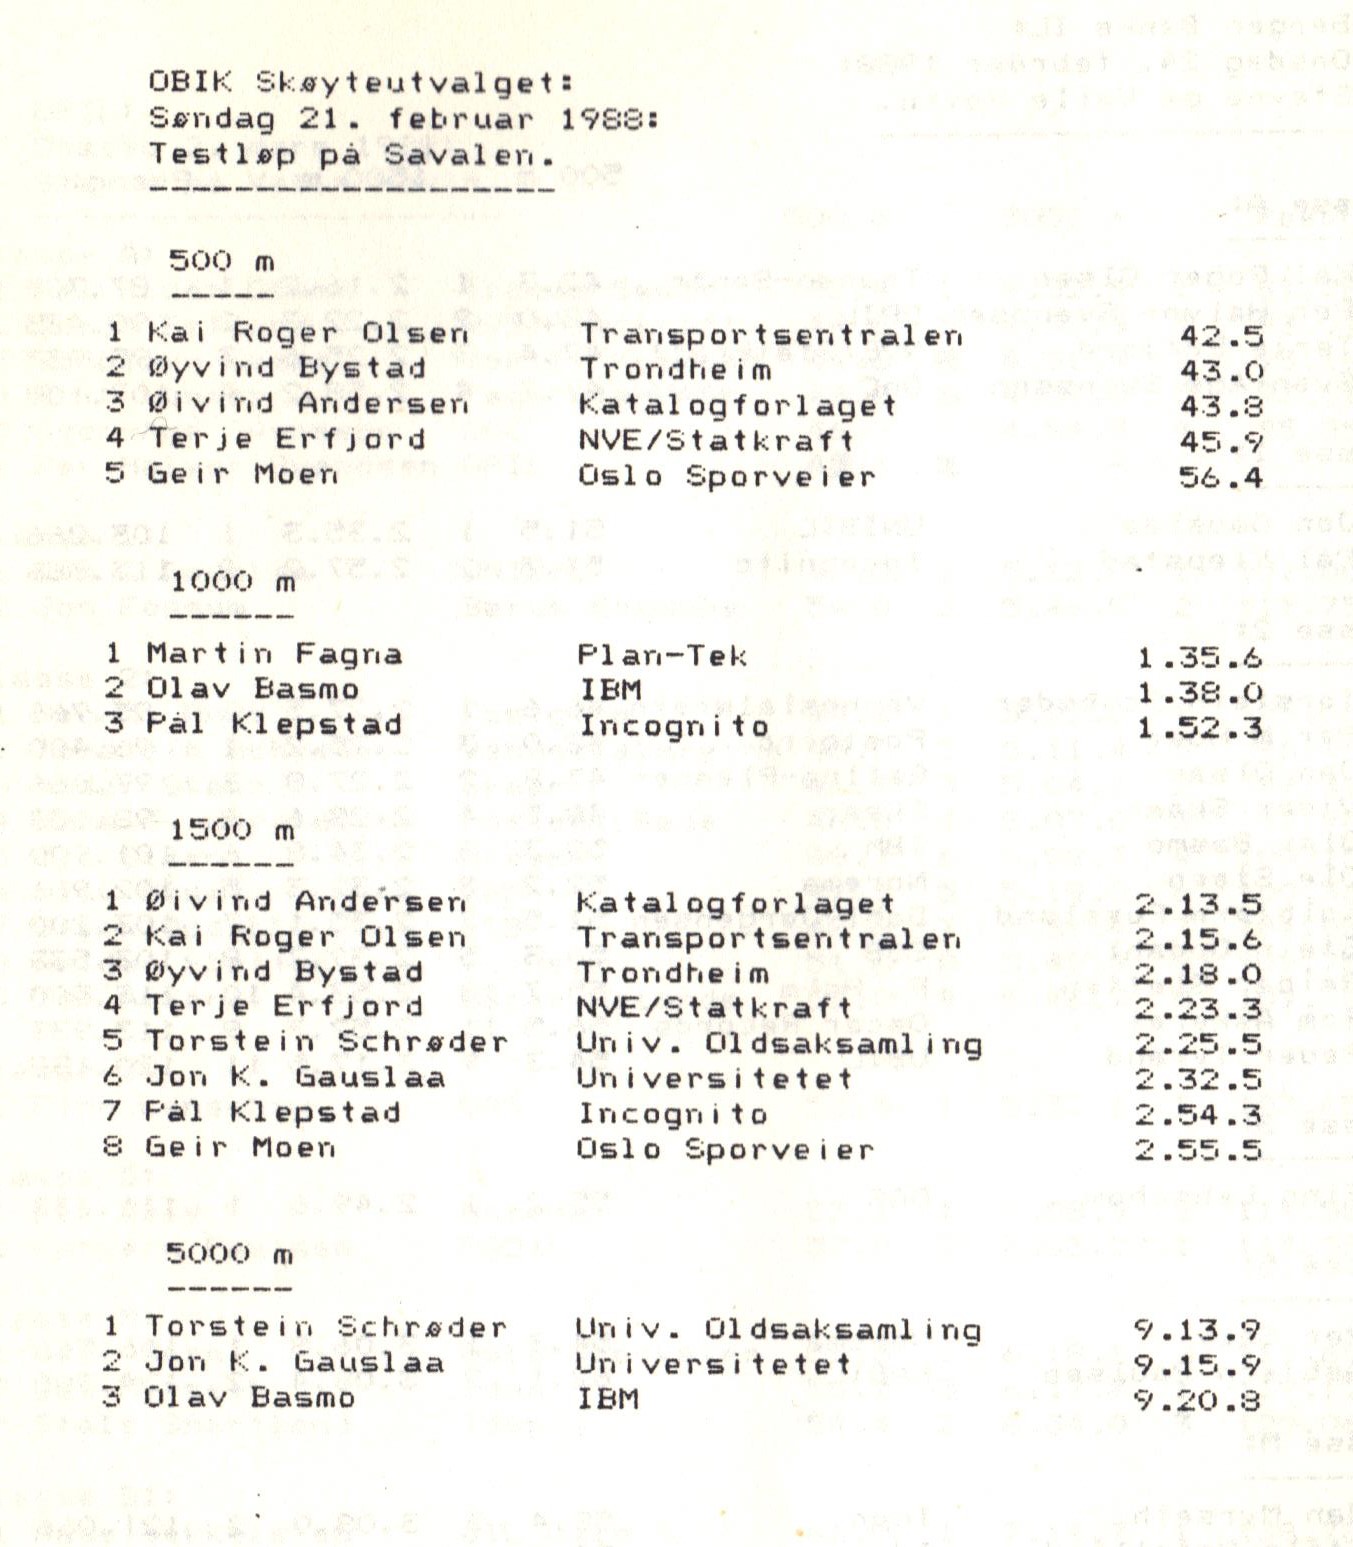 OBIK Skøyteutvalget:
Søndag 21. februar 1988:
Testløp på Savalen.
-------------------
500 m
-----
1 Kai Roger Olsen Transportsentralen 42.5
2 Øyvind Bystad Trondheim 43.0
3 Øivind Andersen Katalogforlaget 43.8
4 Terje Erfjord NVE/Statkraft 45.9
5 Geir Moen Oslo Sporveier 56.4
1000 m
------
1 Martin Fagna Plan-Tek 1.35.6
2 Olav Basmo IBM 1.38.0
3 Pål Klepstad Incognito 1.52.3
1500 m
------
1 Øivind Andersen Katalogforlaget 2.13.5
2 Kai Roger Olsen Transportsentralen 2.15.6
3 Øyvind Bystad Trondheim 2.18.0
4 Terje Erfjord NVE/Statkraft 2.23.3
5 Torstein Schrøder Univ. Oldsaksamling 2.25.5
6 Jon K. Gauslaa Universitetet 2.32.5
7 Pål Klepstad Incognito 2.54.3
8 Geir Moen Oslo Sporveier 2.55.5
5000 m
------
1 Torstein Schrøder Univ. Oldsaksamling 9.13.9
2 Jon K. Gauslaa Universitetet 9.15.9
3 Olav Basmo IBM 9.20.8